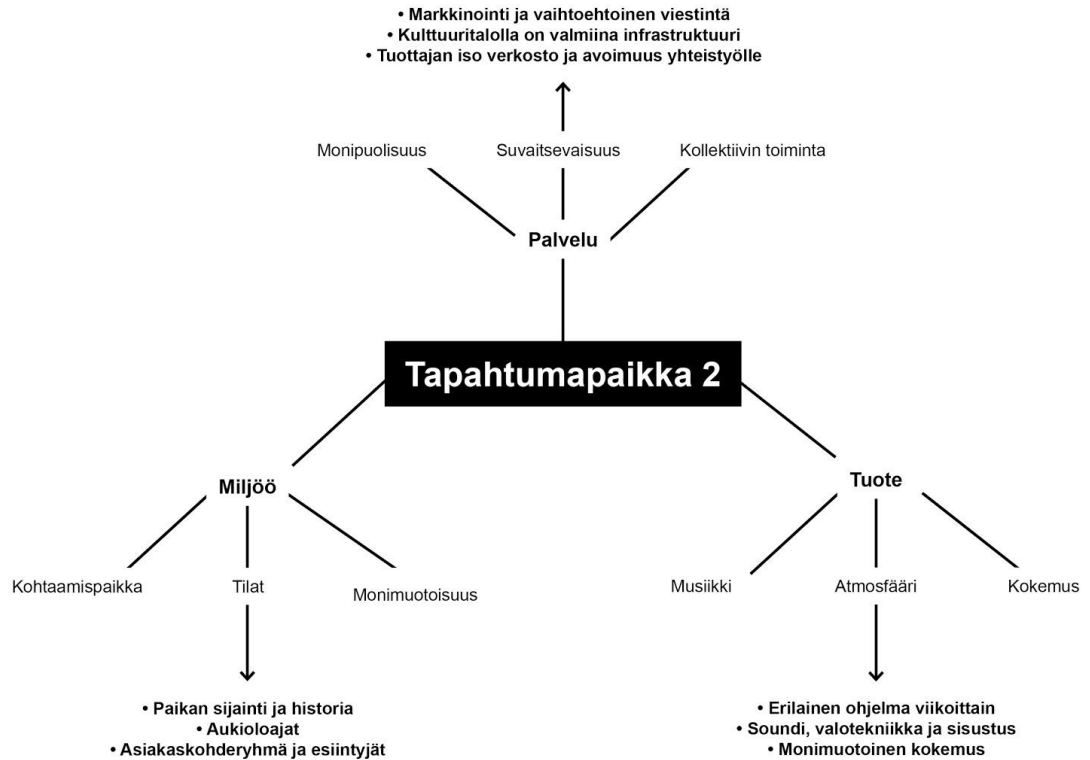 • Markkinointi ja vaihtoehtoinen viestintä
• Kulttuuritalolla on valmiina infrastruktuuri
• Tuottajan iso verkosto ja avoimuus yhteistyölle
Monipuolisuus
Suvaitsevaisuus
Kollektiivin toiminta
Palvelu
Tapahtumapaikka 2
Miljöö
Kohtaamispaikka
Tilat
Monimuotoisuus
• Paikan sijainti ja historia
• Aukioloajat
• Asiakaskohderyhmä ja esiintyjät
Tuote
Musiikki
Atmosfääri
Kokemus
• Erilainen ohjelma viikoittain
• Soundi, valotekniikka ja sisustus
• Monimuotoinen kokemus